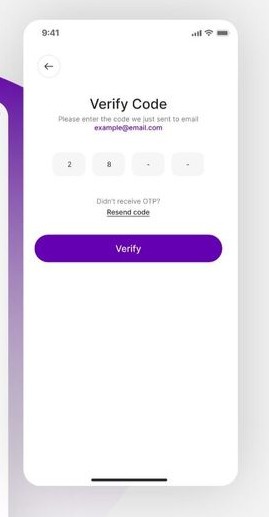 9:41
Verify Code
Please enter the code we just sent to email
example@email.com
2 8 - -
Didn't receive OTP?
Resend code
Verify